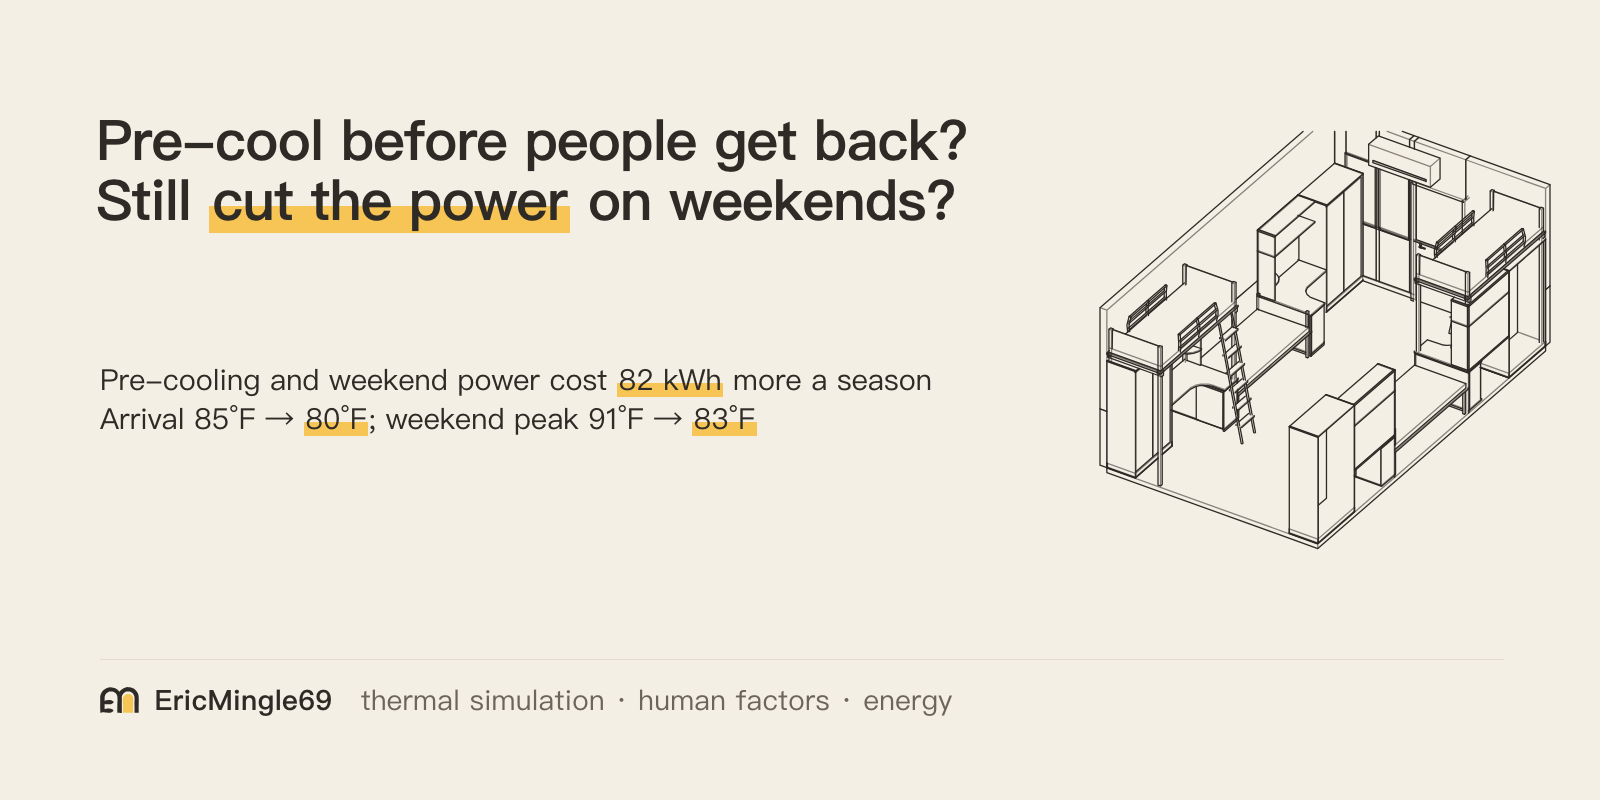 Pre–cool before people get back?
Still cut the power on weekends?
Pre–cooling and weekend power cost 82 kWh more a season
Arrival 85°F → 80°F; weekend peak 91°F → 83°F
EricMingle69 thermal simulation · human factors · energy